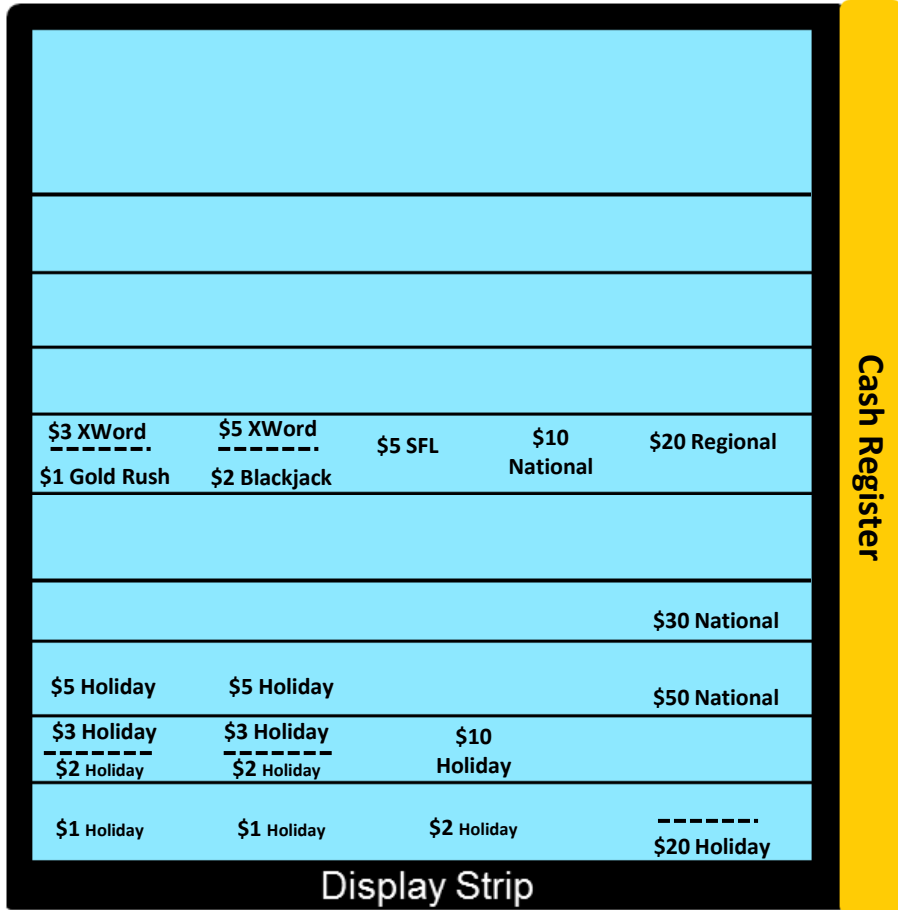 $3 XWord
$5 XWord
$5 SFL
$10
National
$20 Regional
$1 Gold Rush
$2 Blackjack
$30 National
$5 Holiday
$5 Holiday
$50 National
$3 Holiday
$3 Holiday
$10
Holiday
$2 Holiday
$2 Holiday
$1 Holiday
$1 Holiday
$2 Holiday
$20 Holiday
Display Strip
Cash Register